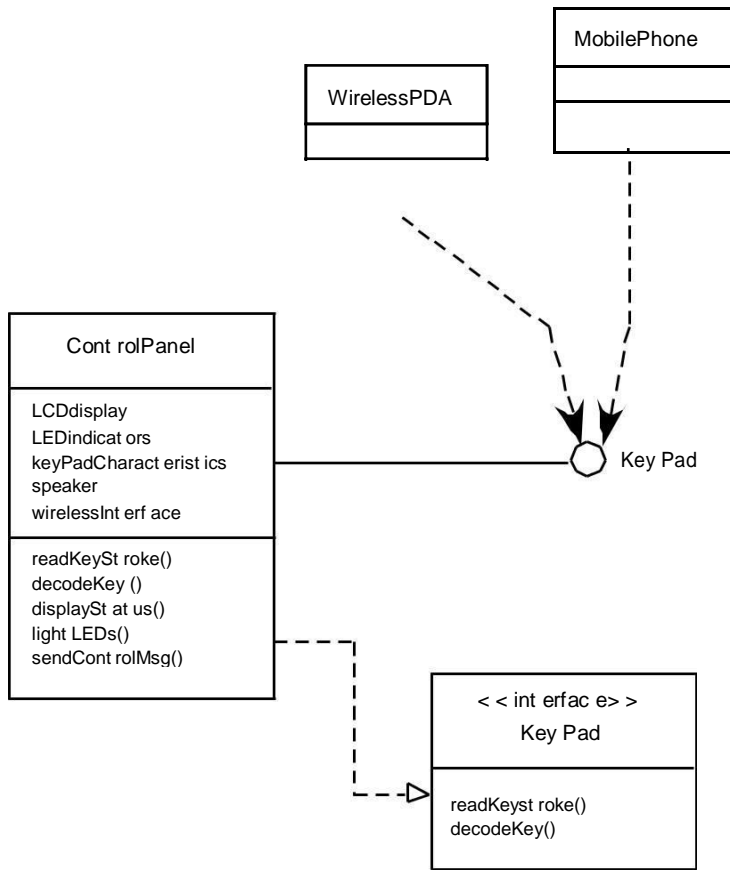 MobilePhone
WirelessPDA
Cont rolPanel
LCDdisplay
LEDindicat ors
keyPadCharact erist ics
speaker
wirelessInt erf ace
Key Pad
readKeySt roke()
decodeKey ()
displaySt at us()
light LEDs()
sendCont rolMsg()
< < int erfac e> >
Key Pad
readKeyst roke()
decodeKey()